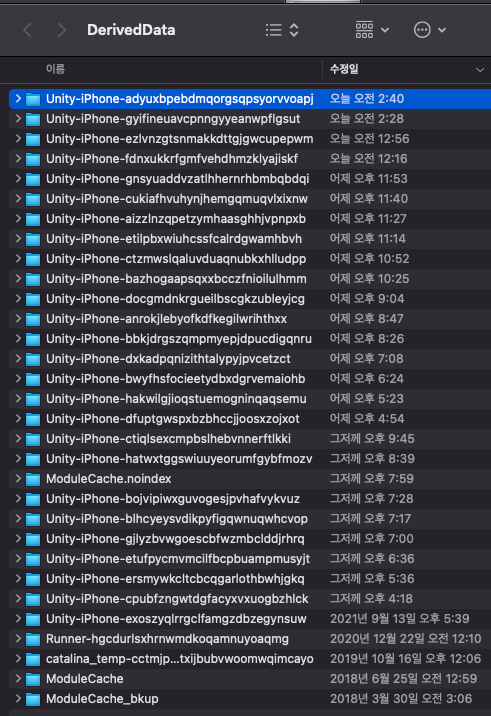 DerivedData
이름 수정일
Unity-iPhone-adyuxbpebdmqorgsqpsyorvvoapj 오늘 오전 2:40
Unity-iPhone-gyifineuavcpnngyyeanwpflgsut 오늘 오전 2:28
Unity-iPhone-ezlvnzgtsnmakkdttgjgwcupepwm 오늘 오전 12:56
Unity-iPhone-fdnxukkrfgmfvehdhmzklyajiskf 오늘 오전 12:16
Unity-iPhone-gnsyuaddvzatlhhernrhbmbqbdqi 어제 오후 11:53
Unity-iPhone-cukiafhvuhynjhemgqmuqvlxixnw 어제 오후 11:40
Unity-iPhone-aizzlnzqpetzymhaasghhjvpnpxb 어제 오후 11:27
Unity-iPhone-etilpbxwiuhcssfcalrdgwamhbvh 어제 오후 11:14
Unity-iPhone-ctzmwslqaluvduaqnubkxhlludpp 어제 오후 10:52
Unity-iPhone-bazhogaapsqxxbcczfnioilulhmm 어제 오후 10:25
Unity-iPhone-docgmdnkrgueilbscgkzubleyjcg 어제 오후 9:04
Unity-iPhone-anrokjlebyofkdfkegilwrihthxx 어제 오후 8:47
Unity-iPhone-bbkjdrgszqmpmyepjdpucdigqnru 어제 오후 8:26
Unity-iPhone-dxkadpqnizithtalypyjpvcetzct 어제 오후 7:08
Unity-iPhone-bwyfhsfocieetydbxdgrvemaiohb 어제 오후 6:24
Unity-iPhone-hakwilgjioqstuemogninqaqsemu 어제 오후 5:23
Unity-iPhone-dfuptgwspxbzbhccjjoosxzojxot 어제 오후 4:54
Unity-iPhone-ctiqlsexcmpbslhebvnnerftlkki 그저께 오후 9:45
Unity-iPhone-hatwxtggswiuuyeorumfgybfmozv 그저께 오후 8:39
ModuleCache.noindex 그저께 오후 7:59
Unity-iPhone-bojvipiwxguvogesjpvhafvykvuz 그저께 오후 7:28
Unity-iPhone-blhcyeysvdikpyfigqwnuqwhcvop 그저께 오후 7:17
Unity-iPhone-gjlyzbvwgoescbfwzmbclddjrhrq 그저께 오후 7:00
Unity-iPhone-etufpycmvmcilfbcpbuampmusyjt 그저께 오후 6:36
Unity-iPhone-ersmywkcltcbcqgarlothbwhjgkq 그저께 오후 5:36
Unity-iPhone-cpubfzngwtdgfacyxvxuogbzhlck 그저께 오후 4:18
Unity-iPhone-exoszyqlrrgclfamgzdbzegynsuw 2021년 9월 13일 오후 5:39
Runner-hgcdurlsxhrnwmdkoqamnuyoaqmg 2020년 12월 22일 오전 12:10
catalina_temp-cctmjp...txijbubvwoomwqimcayo 2019년 10월 16일 오후 12:06
ModuleCache 2018년 6월 25일 오전 12:59
ModuleCache_bkup 2018년 3월 30일 오전 3:06